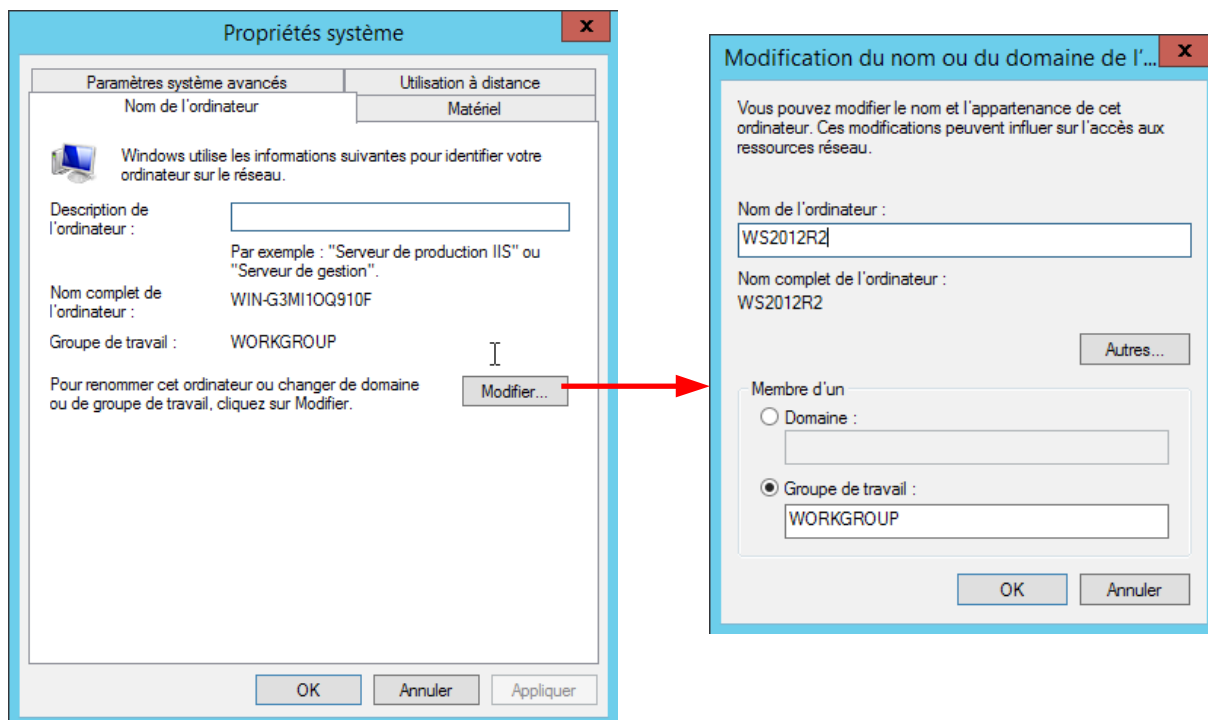 Propriétés système
x
Paramètres système avancés
Utilisation à distance
Nom de l'ordinateur
Matériel
Windows utilise les informations suivantes pour identifier votre
ordinateur sur le réseau.
Description de
l'ordinateur :
Par exemple : "Serveur de production IIS" ou
"Serveur de gestion".
Nom complet de
l'ordinateur :
WIN-G3MI1OQ910F
Groupe de travail :
WORKGROUP
Pour renommer cet ordinateur ou changer de domaine
ou de groupe de travail, cliquez sur Modifier.
Modifier...
OK
Annuler
Appliquer
Modification du nom ou du domaine de l'...
x
Vous pouvez modifier le nom et l'appartenance de cet
ordinateur. Ces modifications peuvent influer sur l'accès aux
ressources réseau.
Nom de l'ordinateur :
WS2012R2
Nom complet de l'ordinateur :
WS2012R2
Autres...
Membre d'un
Domaine :
Groupe de travail :
WORKGROUP
OK
Annuler